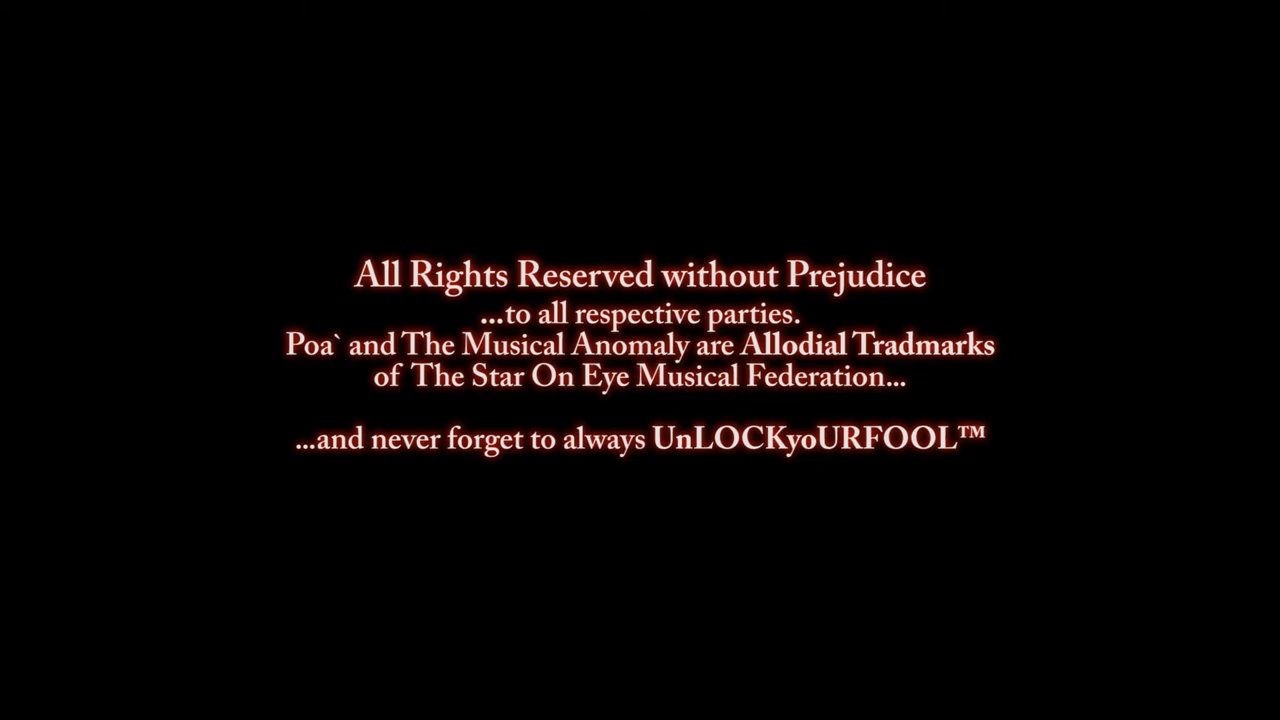 All Rights Reserved without Prejudice
...to all respective parties.
Poa` and The Musical Anomaly are Allodial Tradmarks
of The Star On Eye Musical Federation...
...and never forget to always UnLOCKyoURFOOL™